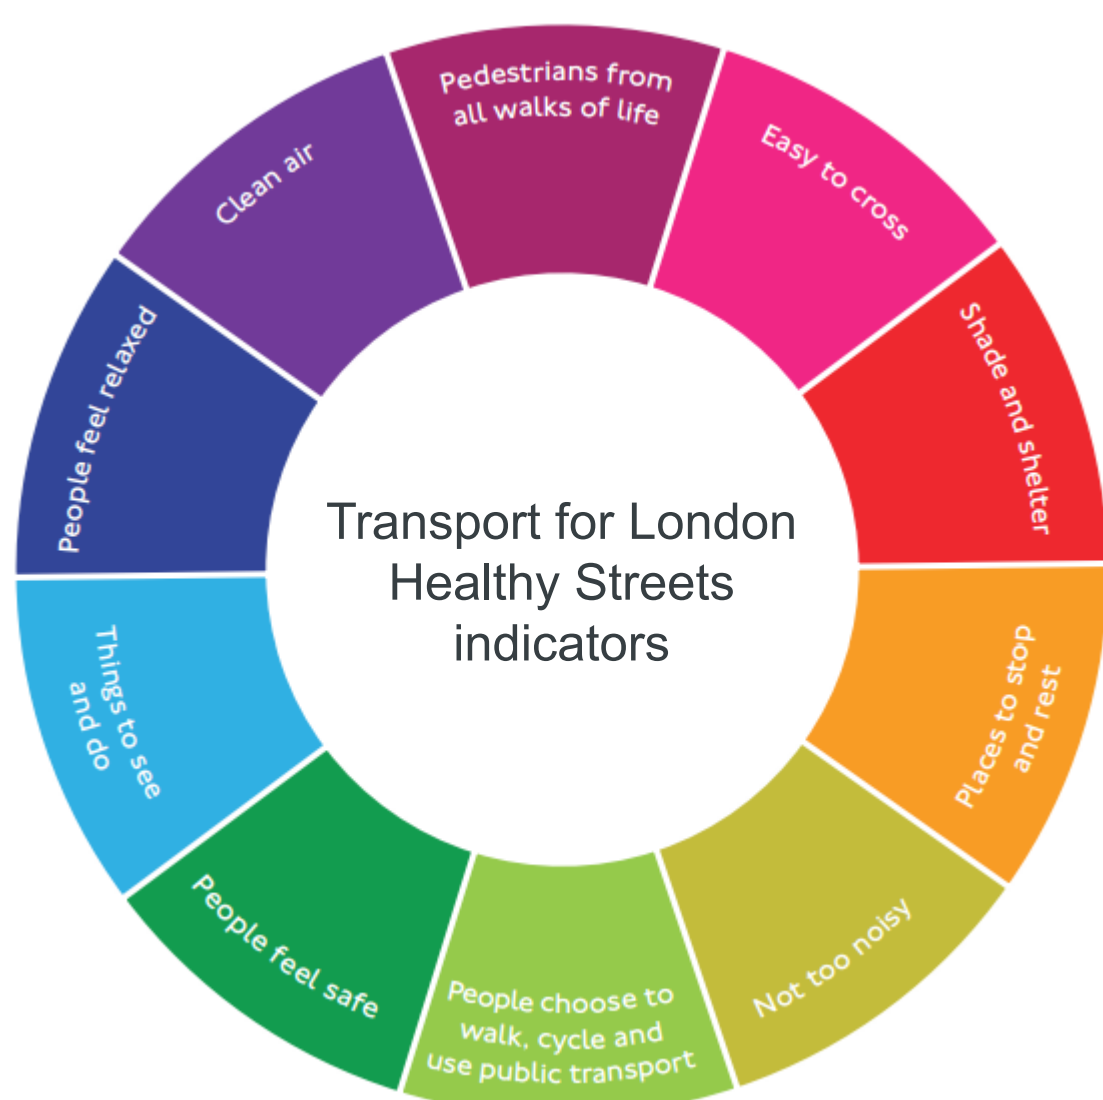 Pedestrians from
all walks of life
Easy to cross
Shade and shelter
Places to stop
and rest
Not too noisy
People choose to
walk, cycle and
use public transport
People feel safe
Things to see
and do
People feel relaxed
Clean air
Transport for London
Healthy Streets
indicators